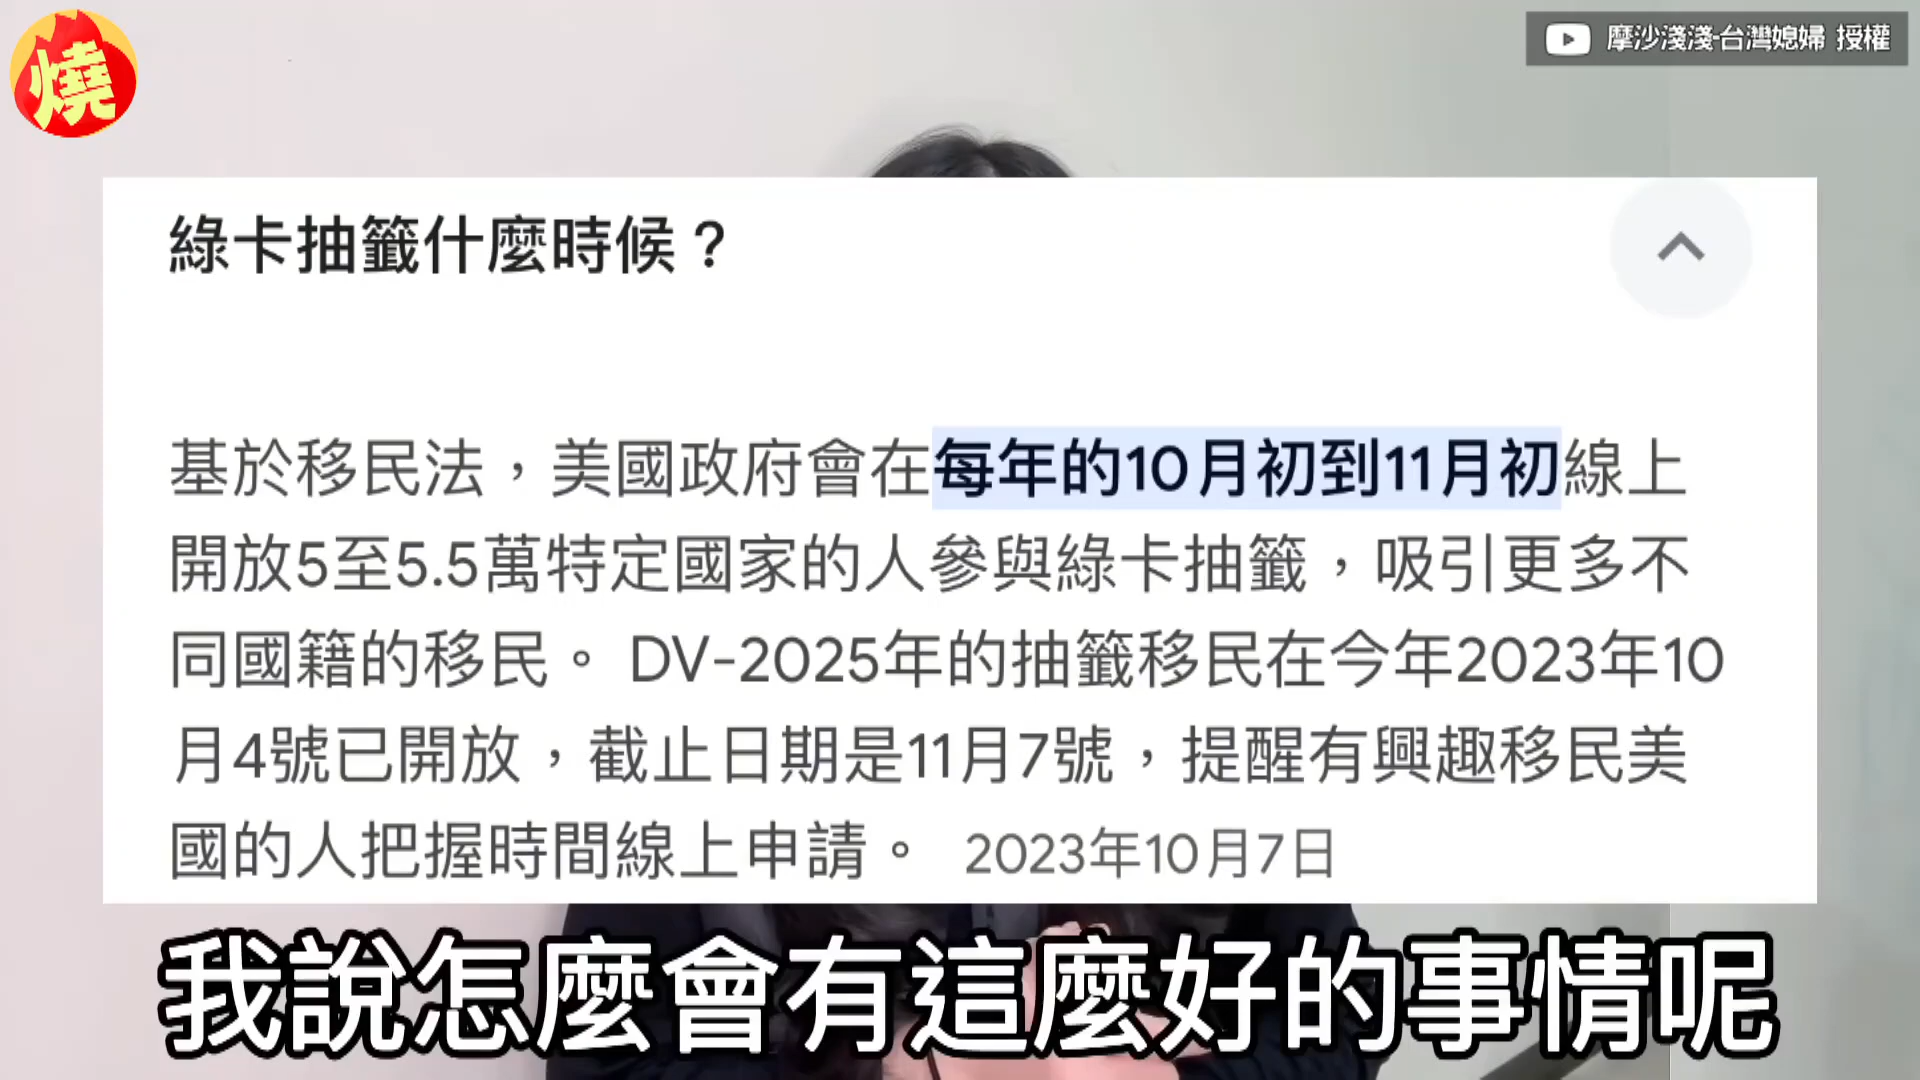 燒
摩沙淺淺-台灣媳婦 授權
綠卡抽籤什麼時候？
基於移民法，美國政府會在每年的10月初到11月初線上
開放5至5.5萬特定國家的人參與綠卡抽籤，吸引更多不
同國籍的移民。 DV-2025年的抽籤移民在今年2023年10
月4號已開放，截止日期是11月7號，提醒有興趣移民美
國的人把握時間線上申請。 2023年10月7日
我說怎麼會有這麼好的事情呢